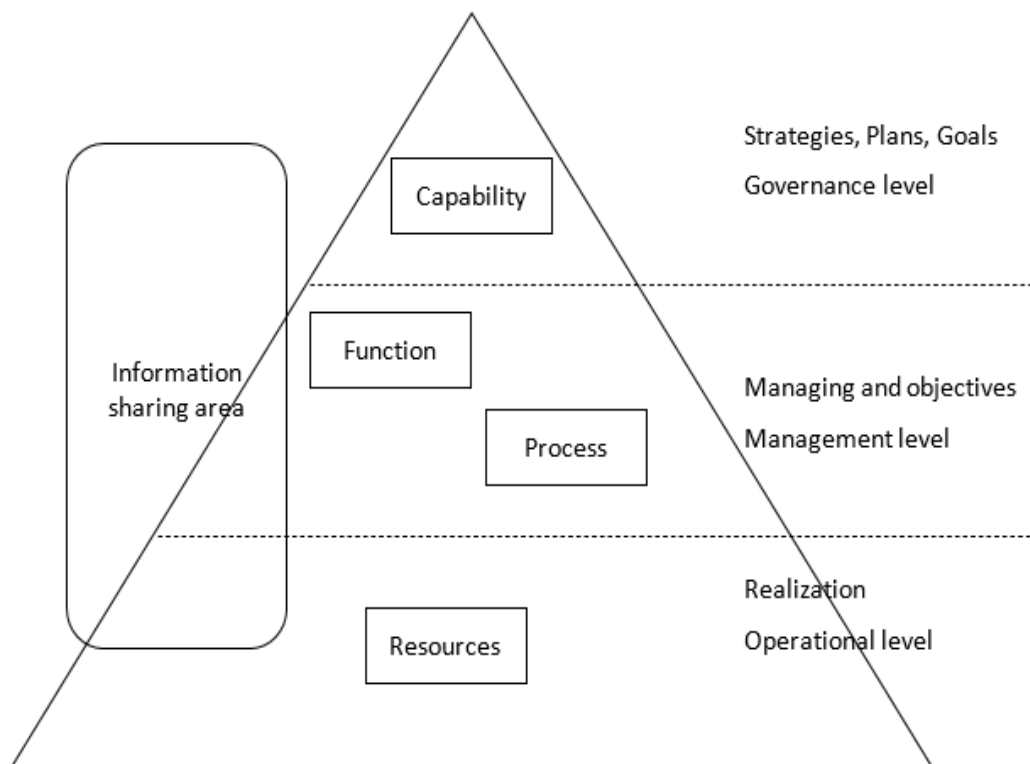 Strategies, Plans, Goals
Governance level
Capability
Function
Information
sharing area
Managing and objectives
Management level
Process
Realization
Operational level
Resources